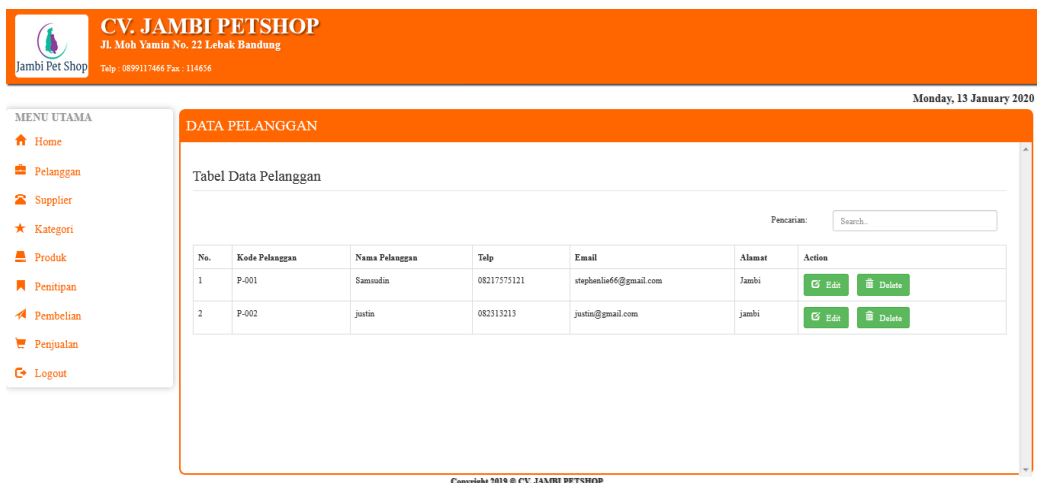 CV. JAMBI PETSHOP
Jl. Moh Yamin No. 22 Lebak Bandung
Jambi Pet Shop
Telp : 0899117466 Fax : 114656
Monday, 13 January 2020
MENU UTAMA
Home
Pelanggan
Supplier
Kategori
Produk
Penitipan
Pembelian
Penjualan
Logout
DATA PELANGGAN
Tabel Data Pelanggan
Pencarian: Search..
No. Kode Pelanggan Nama Pelanggan Telp Email Alamat Action
1 P-001 Samsudin 08217575121 stephenlie66@gmail.com Jambi Edit Delete
2 P-002 justin 082313213 justin@gmail.com jambi Edit Delete
Copyright 2019 © CV. JAMBI PETSHOP